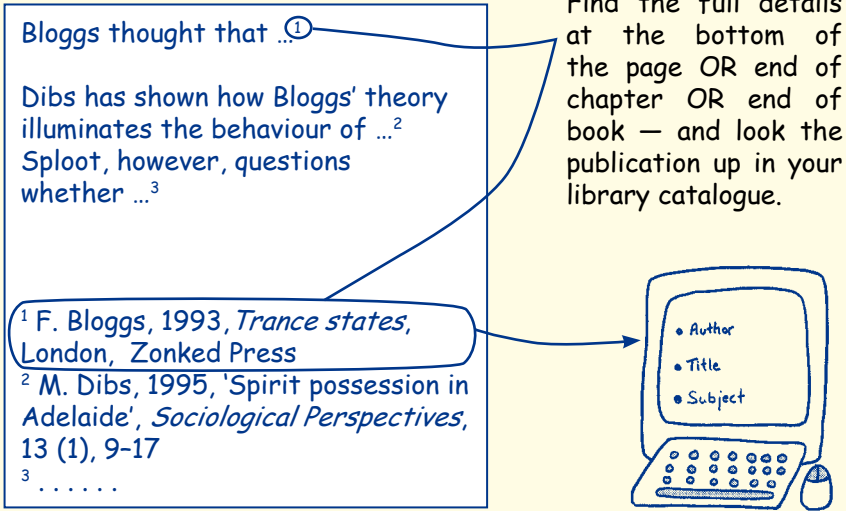 Bloggs thought that …1
Dibs has shown how Bloggs’ theory
illuminates the behaviour of …2
Sploot, however, questions
whether …3
1 F. Bloggs, 1993, Trance states,
London, Zonked Press
2 M. Dibs, 1995, ‘Spirit possession in
Adelaide’, Sociological Perspectives,
13 (1), 9–17
3 . . . . . .
Find the full details
at the bottom of
the page OR end of
chapter OR end of
book — and look the
publication up in your
library catalogue.
• Author
• Title
• Subject